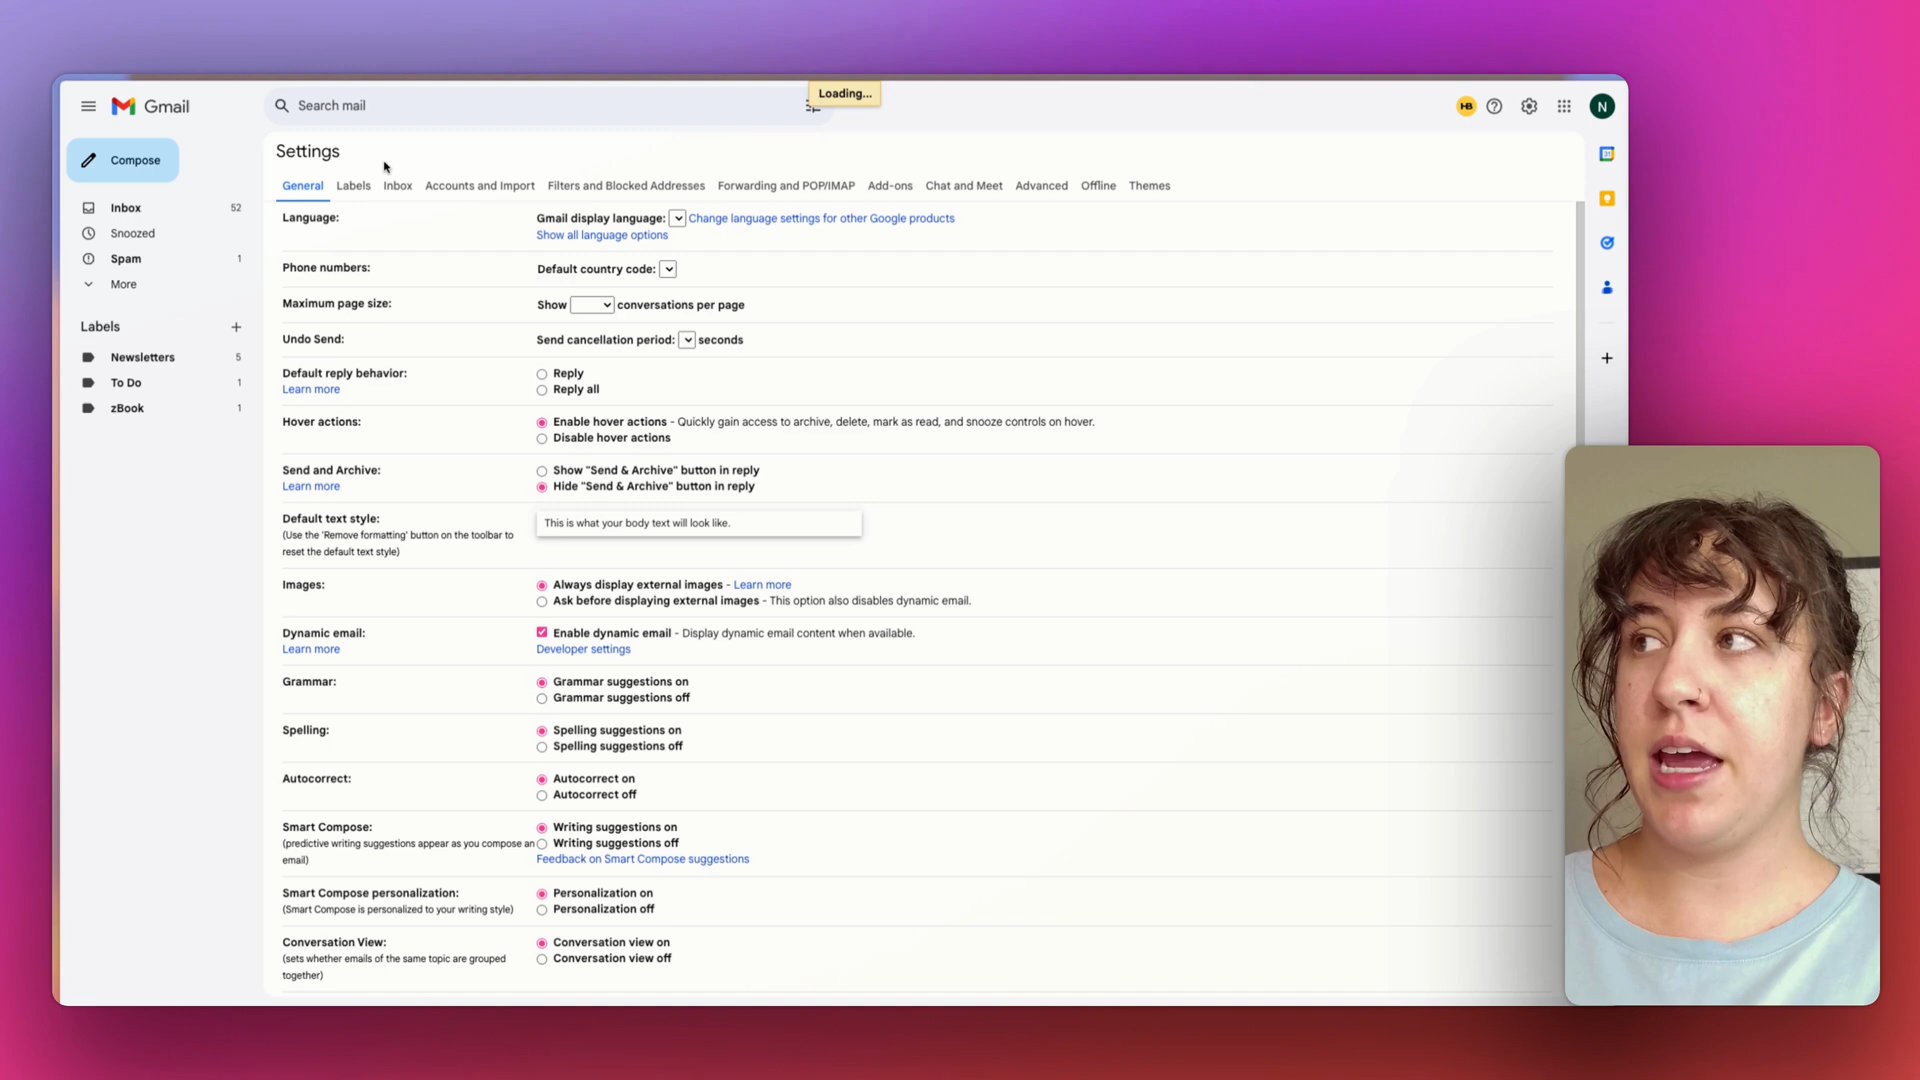 Gmail
Search mail
Loading...
HB
N
Compose
Inbox 52
Snoozed
Spam 1
More
Labels
Newsletters 5
To Do 1
zBook 1
Settings
General Labels Inbox Accounts and Import Filters and Blocked Addresses Forwarding and POP/IMAP Add-ons Chat and Meet Advanced Offline Themes
Language: Gmail display language: Change language settings for other Google products
Show all language options
Phone numbers: Default country code:
Maximum page size: Show conversations per page
Undo Send: Send cancellation period: seconds
Default reply behavior: Reply
Learn more Reply all
Hover actions: Enable hover actions - Quickly gain access to archive, delete, mark as read, and snooze controls on hover.
Disable hover actions
Send and Archive: Show "Send & Archive" button in reply
Learn more Hide "Send & Archive" button in reply
Default text style: This is what your body text will look like.
(Use the 'Remove formatting' button on the toolbar to
reset the default text style)
Images: Always display external images - Learn more
Ask before displaying external images - This option also disables dynamic email.
Dynamic email: Enable dynamic email - Display dynamic email content when available.
Learn more Developer settings
Grammar: Grammar suggestions on
Grammar suggestions off
Spelling: Spelling suggestions on
Spelling suggestions off
Autocorrect: Autocorrect on
Autocorrect off
Smart Compose: Writing suggestions on
(predictive writing suggestions appear as you compose an Writing suggestions off
email) Feedback on Smart Compose suggestions
Smart Compose personalization: Personalization on
(Smart Compose is personalized to your writing style) Personalization off
Conversation View: Conversation view on
(sets whether emails of the same topic are grouped Conversation view off
together)
31